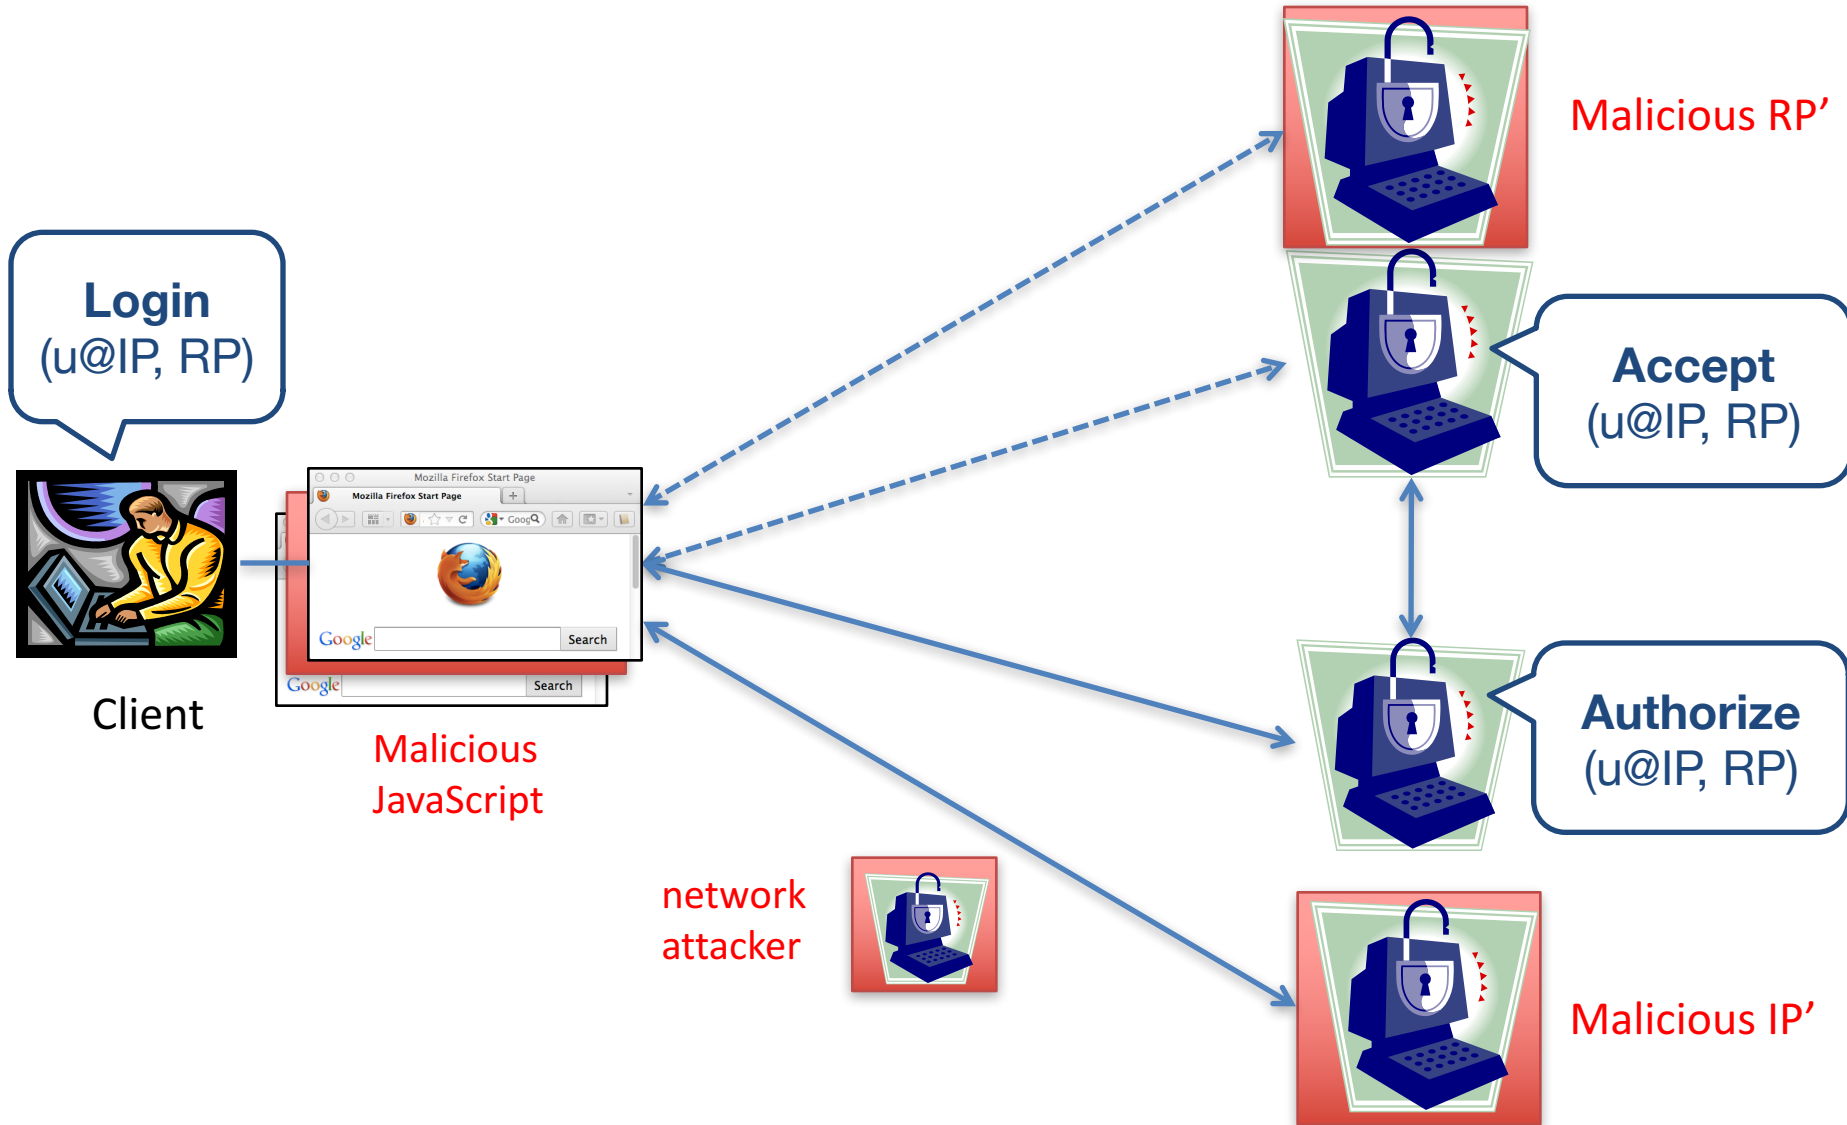 Malicious RP’
Login
(u@IP, RP)
Accept
(u@IP, RP)
Mozilla Firefox Start Page
Mozilla Firefox Start Page
Goog
Google
Search
Google
Search
Client
Malicious
JavaScript
Authorize
(u@IP, RP)
network
attacker
Malicious IP’